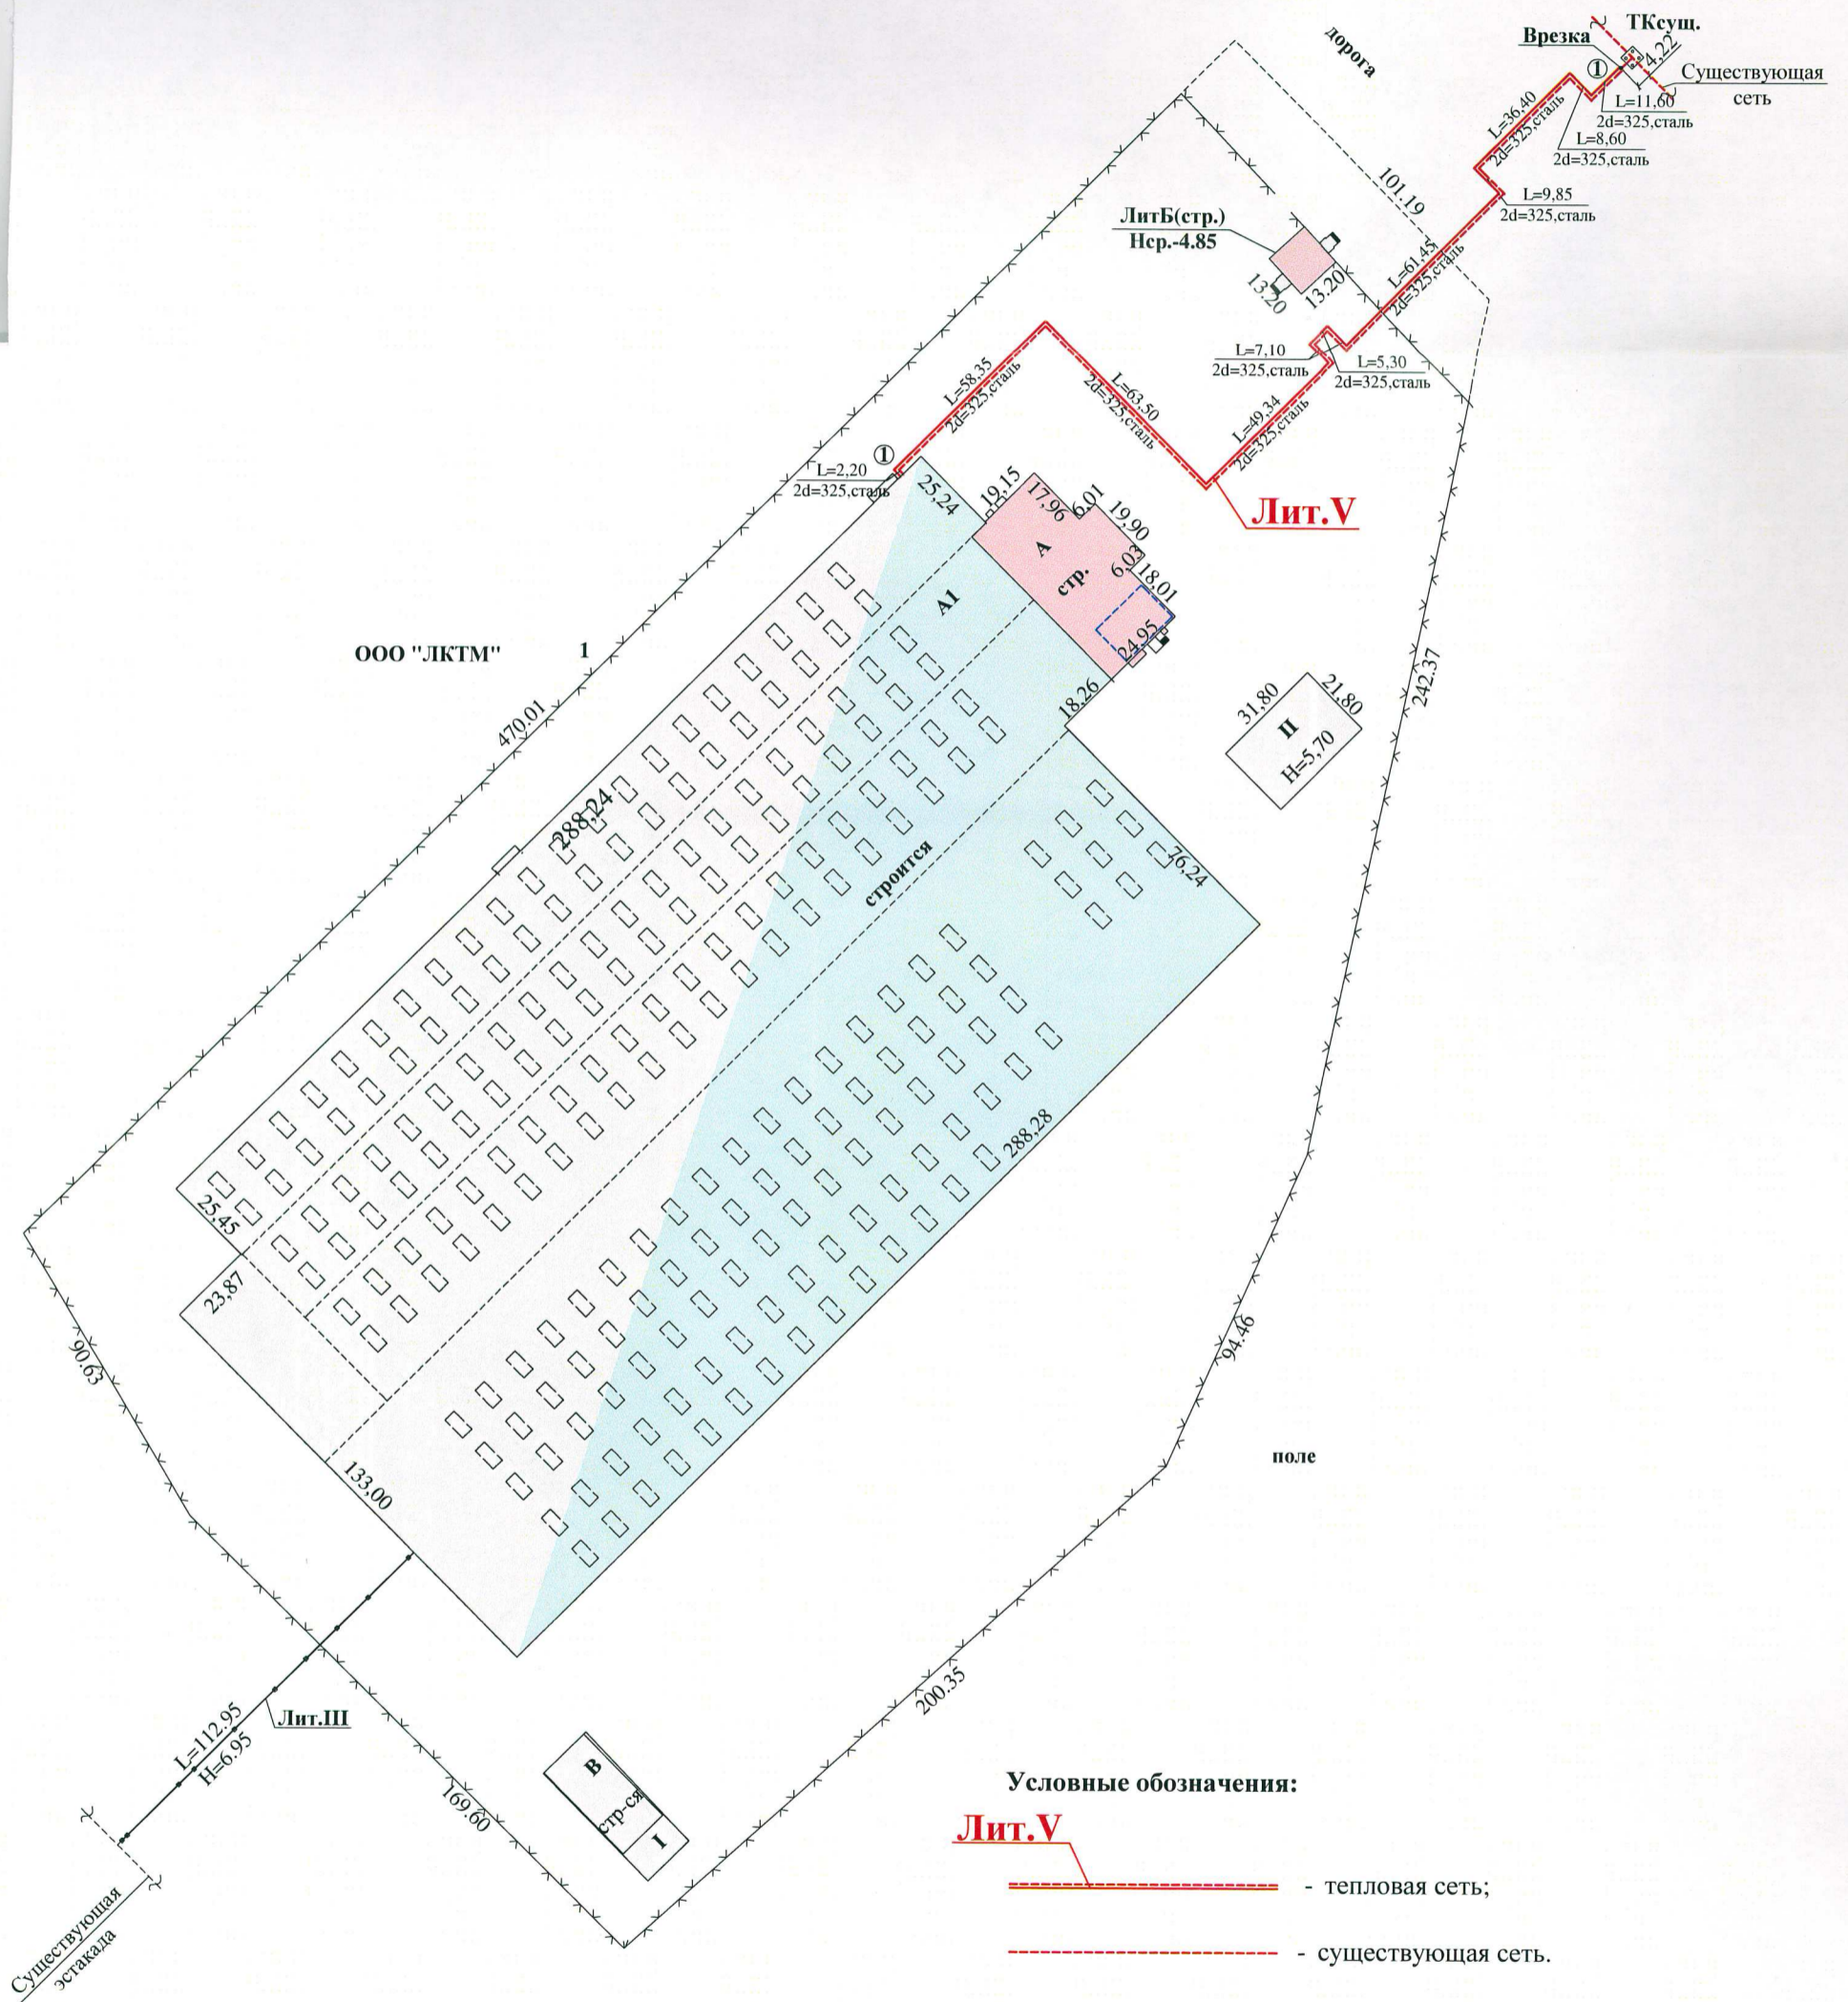 дорога
ТКсущ.
Врезка
4,22
1
Существующая
сеть
L=11,60
2d=325,сталь
L=36,40
2d=325,сталь
L=8,60
2d=325,сталь
L=9,85
2d=325,сталь
101.19
ЛитБ(стр.)
Нср.-4.85
13.20
13.20
L=61,45
2d=325,сталь
L=7,10
2d=325,сталь
L=5,30
2d=325,сталь
L=58,35
2d=325,сталь
L=63,50
2d=325,сталь
L=49,34
2d=325,сталь
1
L=2,20
2d=325,сталь
Лит.V
25,24
19,15
17,96
6,01
19,90
А
стр.
6,03
18,01
24,95
А1
18,26
ООО "ЛКТМ"
1
470.01
242.37
31,80
21,80
II
Н=5,70
288,24
строится
76,24
288,28
25,45
23,87
90.63
94.46
133,00
поле
200.35
Лит.III
L=112.95
Н=6.95
169.60
В
стр-ся
I
Существующая
эстакада
Условные обозначения:
Лит.V
- тепловая сеть;
- существующая сеть.